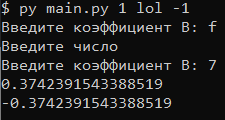 $ py main.py 1 lol -1
Введите коэффициент B: f
Введите число
Введите коэффициент B: 7
0.3742391543388519
-0.3742391543388519